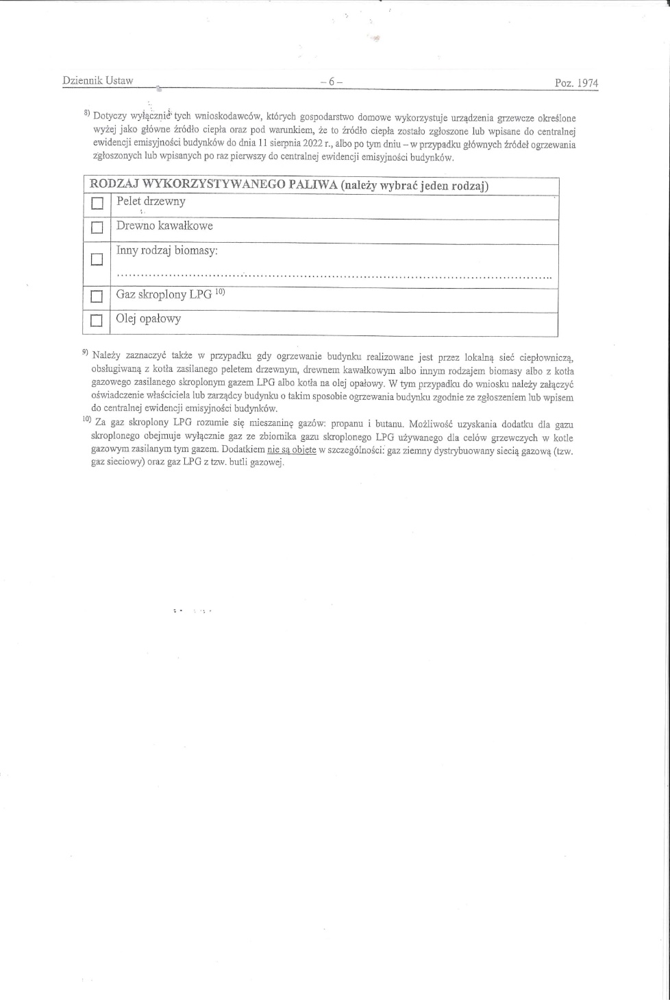 Dziennik Ustaw – 6 – Poz. 1974
8) Dotyczy wyłącznie tych wnioskodawców, których gospodarstwo domowe wykorzystuje urządzenia grzewcze określone
wyżej jako główne źródło ciepła oraz pod warunkiem, że to źródło ciepła zostało zgłoszone lub wpisane do centralnej
ewidencji emisyjności budynków do dnia 11 sierpnia 2022 r., albo po tym dniu – w przypadku głównych źródeł ogrzewania
zgłoszonych lub wpisanych po raz pierwszy do centralnej ewidencji emisyjności budynków.
RODZAJ WYKORZYSTYWANEGO PALIWA (należy wybrać jeden rodzaj)
☐ Pelet drzewny
☐ Drewno kawałkowe
☐ Inny rodzaj biomasy:
....................................................................................................
☐ Gaz skroplony LPG 10)
☐ Olej opałowy
9) Należy zaznaczyć także w przypadku gdy ogrzewanie budynku realizowane jest przez lokalną sieć ciepłowniczą,
obsługiwaną z kotła zasilanego peletem drzewnym, drewnem kawałkowym albo innym rodzajem biomasy albo z kotła
gazowego zasilanego skroplonym gazem LPG albo kotła na olej opałowy. W tym przypadku do wniosku należy załączyć
oświadczenie właściciela lub zarządcy budynku o takim sposobie ogrzewania budynku zgodnie ze zgłoszeniem lub wpisem
do centralnej ewidencji emisyjności budynków.
10) Za gaz skroplony LPG rozumie się mieszaninę gazów: propanu i butanu. Możliwość uzyskania dodatku dla gazu
skroplonego obejmuje wyłącznie gaz ze zbiornika gazu skroplonego LPG używanego dla celów grzewczych w kotle
gazowym zasilanym tym gazem. Dodatkiem nie są objęte w szczególności: gaz ziemny dystrybuowany siecią gazową (tzw.
gaz sieciowy) oraz gaz LPG z tzw. butli gazowej.